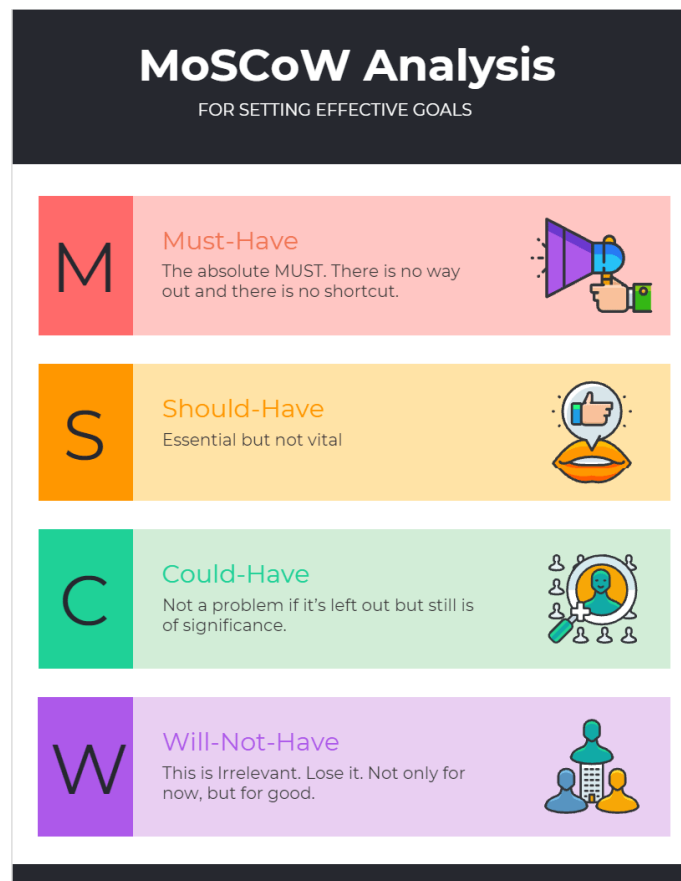 MoSCoW Analysis
FOR SETTING EFFECTIVE GOALS
M
Must-Have
The absolute MUST. There is no way
out and there is no shortcut.
S
Should-Have
Essential but not vital
C
Could-Have
Not a problem if it's left out but still is
of significance.
W
Will-Not-Have
This is Irrelevant. Lose it. Not only for
now, but for good.